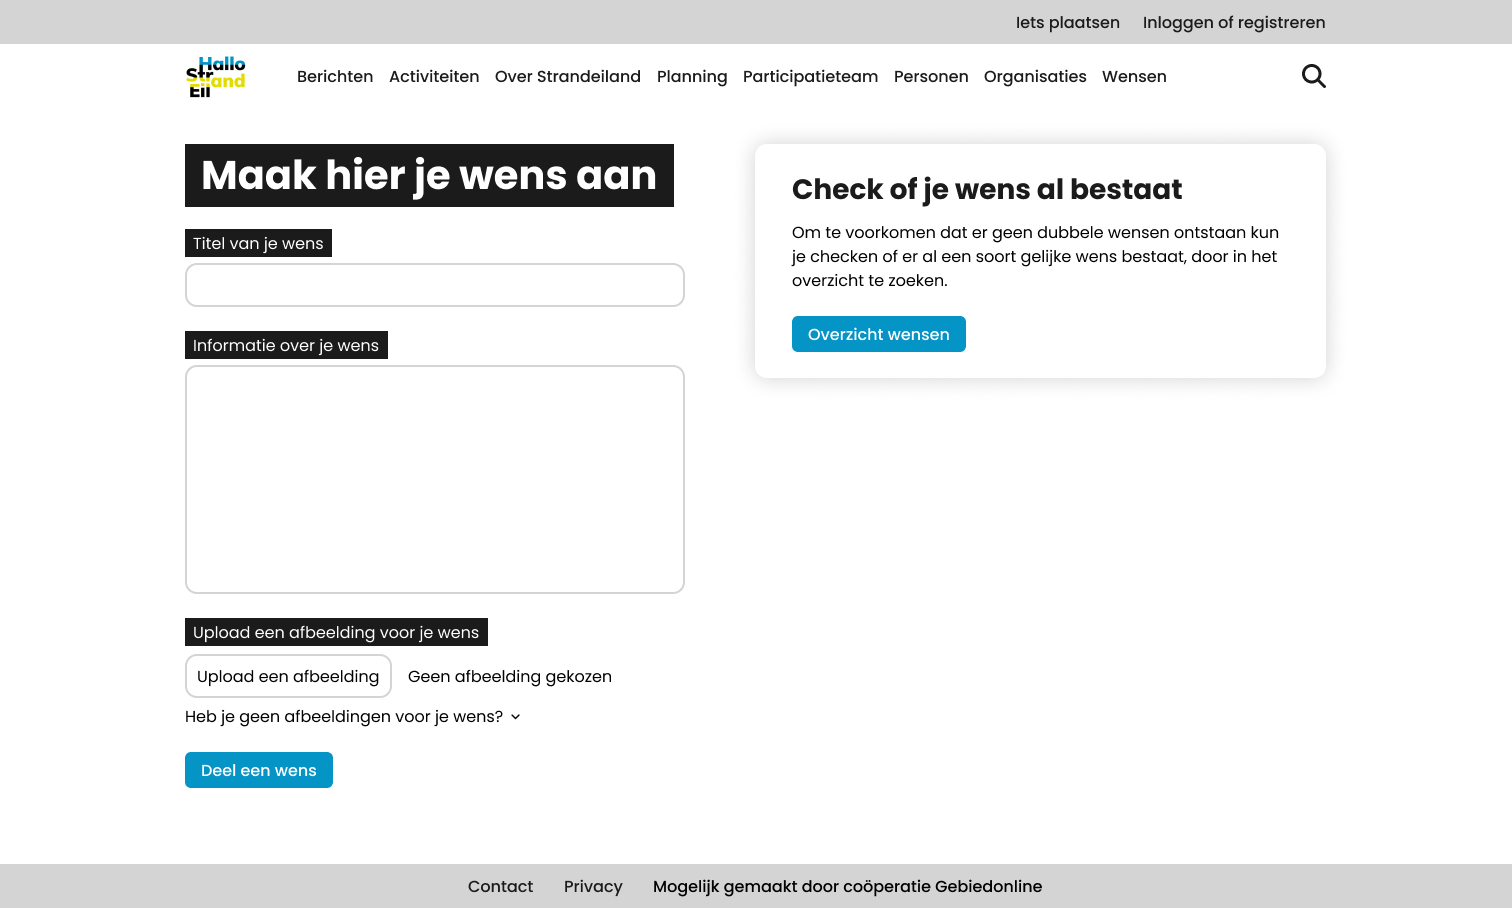 Iets plaatsen Inloggen of registreren
Hallo
Strand
Eiland
Berichten Activiteiten Over Strandeiland Planning Participatieteam Personen Organisaties Wensen
Maak hier je wens aan
Titel van je wens
Informatie over je wens
Upload een afbeelding voor je wens
Upload een afbeelding Geen afbeelding gekozen
Heb je geen afbeeldingen voor je wens?
Deel een wens
Check of je wens al bestaat
Om te voorkomen dat er geen dubbele wensen ontstaan kun
je checken of er al een soort gelijke wens bestaat, door in het
overzicht te zoeken.
Overzicht wensen
Contact Privacy Mogelijk gemaakt door coöperatie Gebiedonline